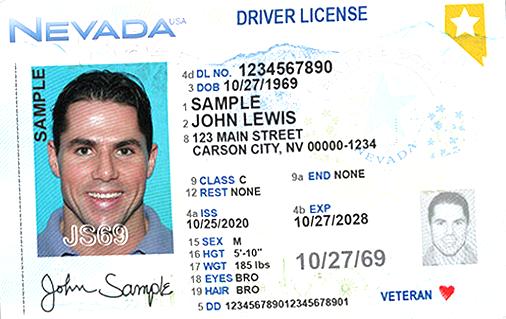 NEVADA USA
DRIVER LICENSE
SAMPLE
4d DL NO. 1234567890
3 DOB 10/27/1969
1 SAMPLE
2 JOHN LEWIS
8 123 MAIN STREET
CARSON CITY, NV 00000-1234
NEVADA
9 CLASS C 9a END NONE
12 REST NONE
4a ISS 4b EXP
10/25/2020 10/27/2028
JS69
15 SEX M
16 HGT 5'-10"
17 WGT 185 lbs
18 EYES BRO
19 HAIR BRO
10/27/69
John Sample
5 DD 123456789012345678901
VETERAN